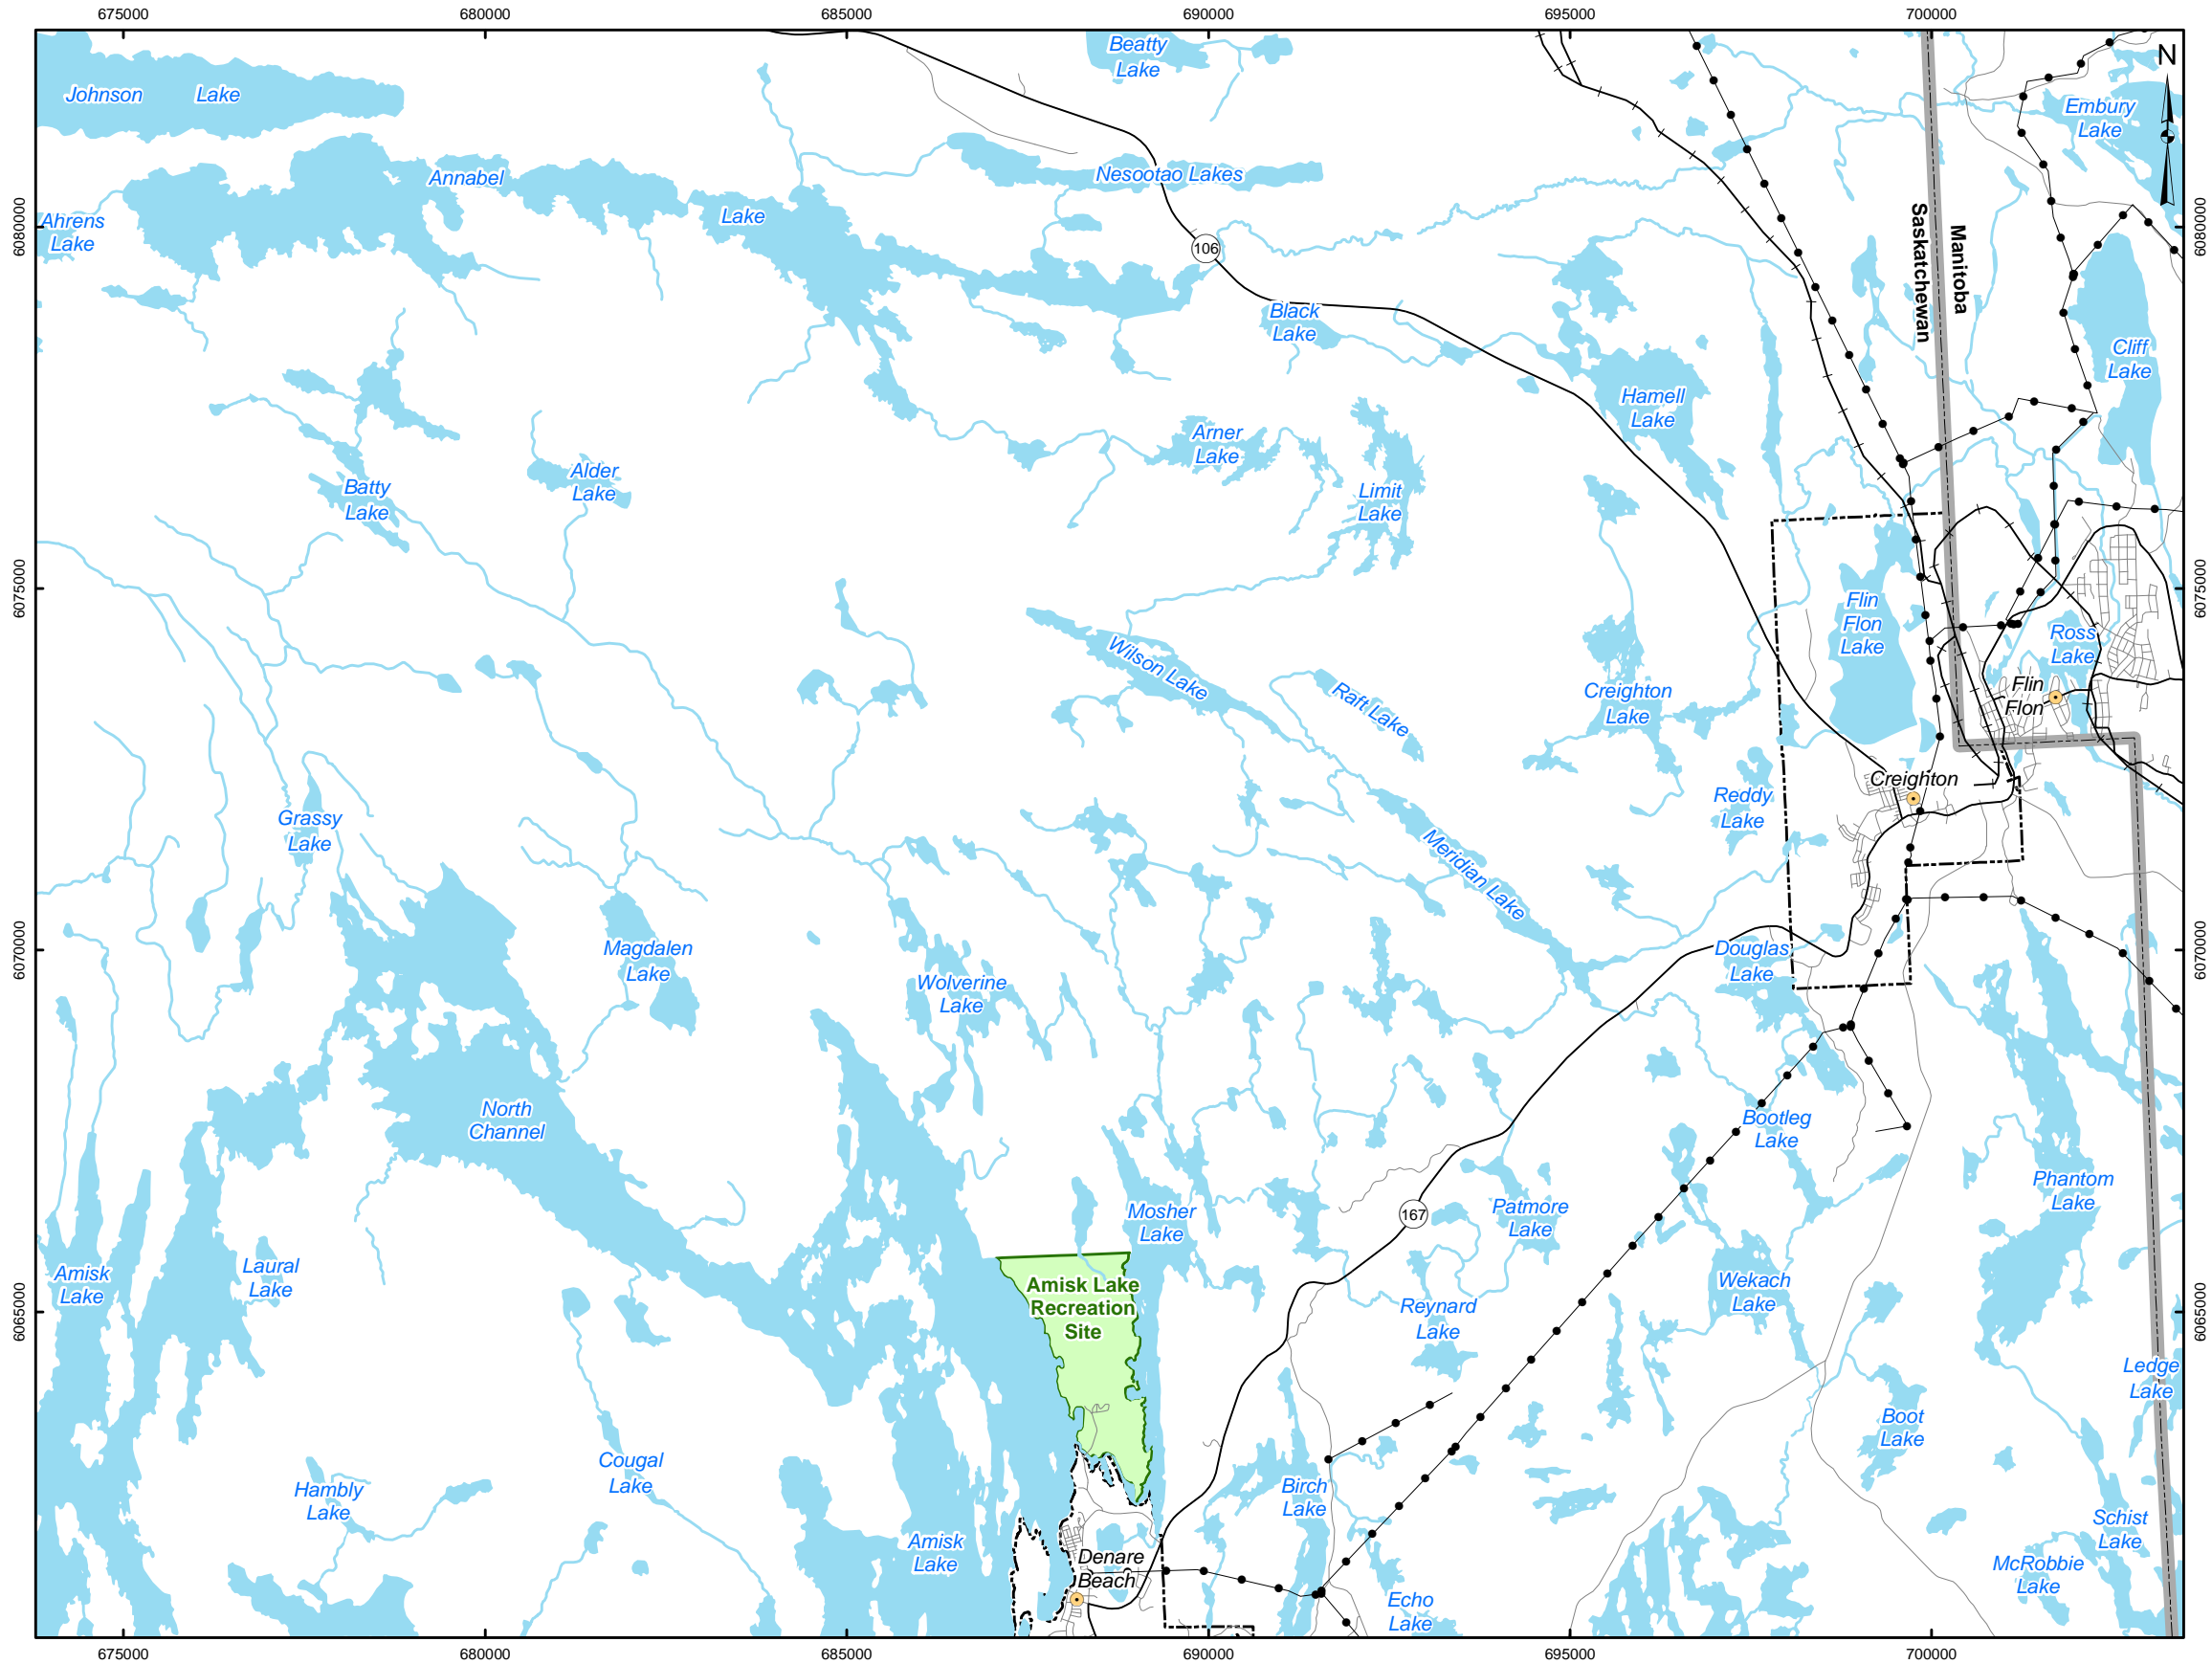 675000
680000
685000
690000
695000
700000
N
Beatty
Lake
Johnson Lake
Embury
Lake
Annabel
Lake
Nesootao Lakes
Ahrens
Lake
6080000
6080000
106
Saskatchewan
Manitoba
Black
Lake
Cliff
Lake
Hamell
Lake
Arner
Lake
Alder
Lake
Batty
Lake
Limit
Lake
6075000
6075000
Flin
Flon
Lake
Ross
Lake
Wilson Lake
Raft Lake
Creighton
Lake
Flin
Flon
Creighton
Reddy
Lake
Grassy
Lake
Meridian Lake
Magdalen
Lake
Douglas
Lake
6070000
6070000
Wolverine
Lake
North
Channel
Bootleg
Lake
Phantom
Lake
Mosher
Lake
Patmore
Lake
167
Laural
Lake
Amisk
Lake
Amisk Lake
Recreation
Site
Wekach
Lake
Reynard
Lake
6065000
6065000
Ledge
Lake
Boot
Lake
Cougal
Lake
Hambly
Lake
Birch
Lake
Schist
Lake
Amisk
Lake
Denare
Beach
McRobbie
Lake
Echo
Lake
675000
680000
685000
690000
695000
700000